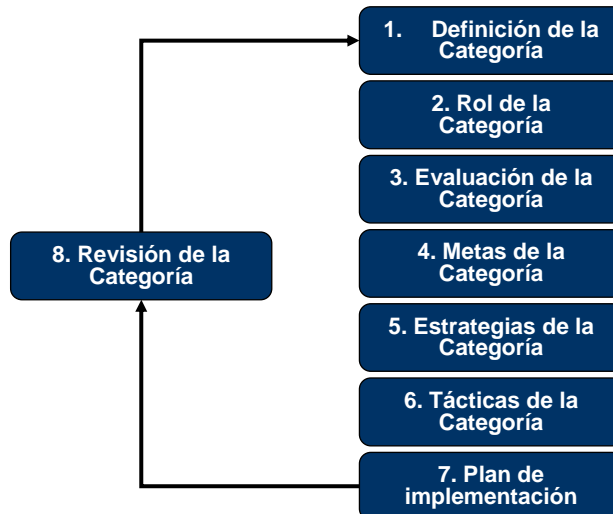 1. Definición de la
Categoría
2. Rol de la
Categoría
3. Evaluación de la
Categoría
8. Revisión de la
Categoría
4. Metas de la
Categoría
5. Estrategias de la
Categoría
6. Tácticas de la
Categoría
7. Plan de
implementación